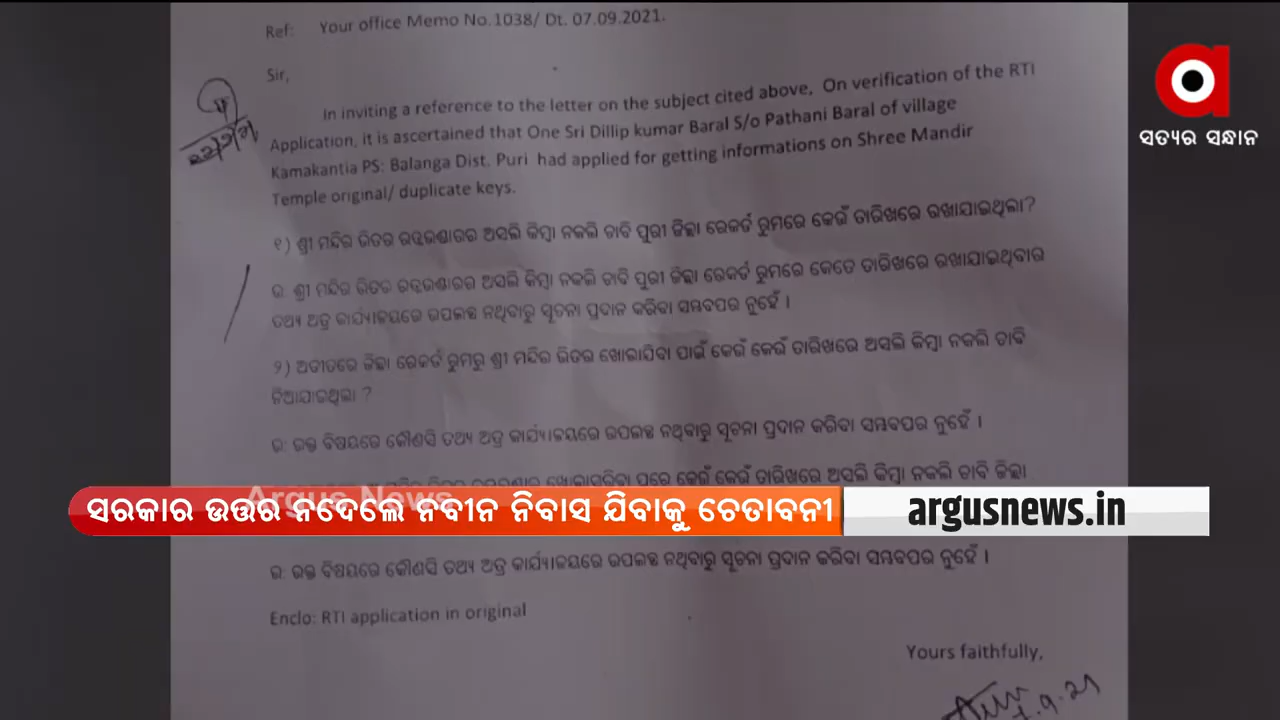 Ref: Your office Memo No.1038/ Dt. 07.09.2021.
Sir,
In inviting a reference to the letter on the subject cited above, On verification of the RTI
Application, it is ascertained that One Sri Dillip kumar Baral S/o Pathani Baral of village
Kamakantia PS: Balanga Dist. Puri had applied for getting informations on Shree Mandir
Temple original/ duplicate keys.
୧) ଶ୍ରୀ ମନ୍ଦିର ଭିତର ରତ୍ନଭଣ୍ଡାରର ଅସଲି କିମ୍ବା ନକଲି ଚାବି ପୁରୀ ଜିଲ୍ଲା ରେକର୍ଡ ରୁମରେ କେଉଁ ତାରିଖରେ ରଖାଯାଇଥିଲା?
ଉ: ଶ୍ରୀ ମନ୍ଦିର ଭିତର ରତ୍ନଭଣ୍ଡାରର ଅସଲି କିମ୍ବା ନକଲି ଚାବି ପୁରୀ ଜିଲ୍ଲା ରେକର୍ଡ ରୁମରେ କେତେ ତାରିଖରେ ରଖାଯାଇଥିବାର
ତଥ୍ୟ ଅତ୍ର କାର୍ଯ୍ୟାଳୟରେ ଉପଲବ୍ଧ ନଥିବାରୁ ସୂଚନା ପ୍ରଦାନ କରିବା ସମ୍ଭବପର ନୁହେଁ ।
୨) ଅତୀତରେ ଜିଲ୍ଲା ରେକର୍ଡ ରୁମରୁ ଶ୍ରୀ ମନ୍ଦିର ଭିତର ଖୋଲାଯିବା ପାଇଁ କେଉଁ କେଉଁ ତାରିଖରେ ଅସଲି କିମ୍ବା ନକଲି ଚାବି
ନିଆଯାଇଥିଲା ?
ଉ: ଉକ୍ତ ବିଷୟରେ କୌଣସି ତଥ୍ୟ ଅତ୍ର କାର୍ଯ୍ୟାଳୟରେ ଉପଲବ୍ଧ ନଥିବାରୁ ସୂଚନା ପ୍ରଦାନ କରିବା ସମ୍ଭବପର ନୁହେଁ ।
ପରେ କେଉଁ କେଉଁ ତାରିଖରେ ଅସଲି କିମ୍ବା ନକଲି ଚାବି ଜିଲ୍ଲା
Argus News
ସରକାର ଉତ୍ତର ନଦେଲେ ନବୀନ ନିବାସ ଯିବାକୁ ଚେତାବନୀ
argusnews.in
ଉ: ଉକ୍ତ ବିଷୟରେ କୌଣସି ତଥ୍ୟ ଅତ୍ର କାର୍ଯ୍ୟାଳୟରେ ଉପଲବ୍ଧ ନଥିବାରୁ ସୂଚନା ପ୍ରଦାନ କରିବା ସମ୍ଭବପର ନୁହେଁ ।
Enclo: RTI application in original
Yours faithfully,
ସତ୍ୟର ସନ୍ଧାନ